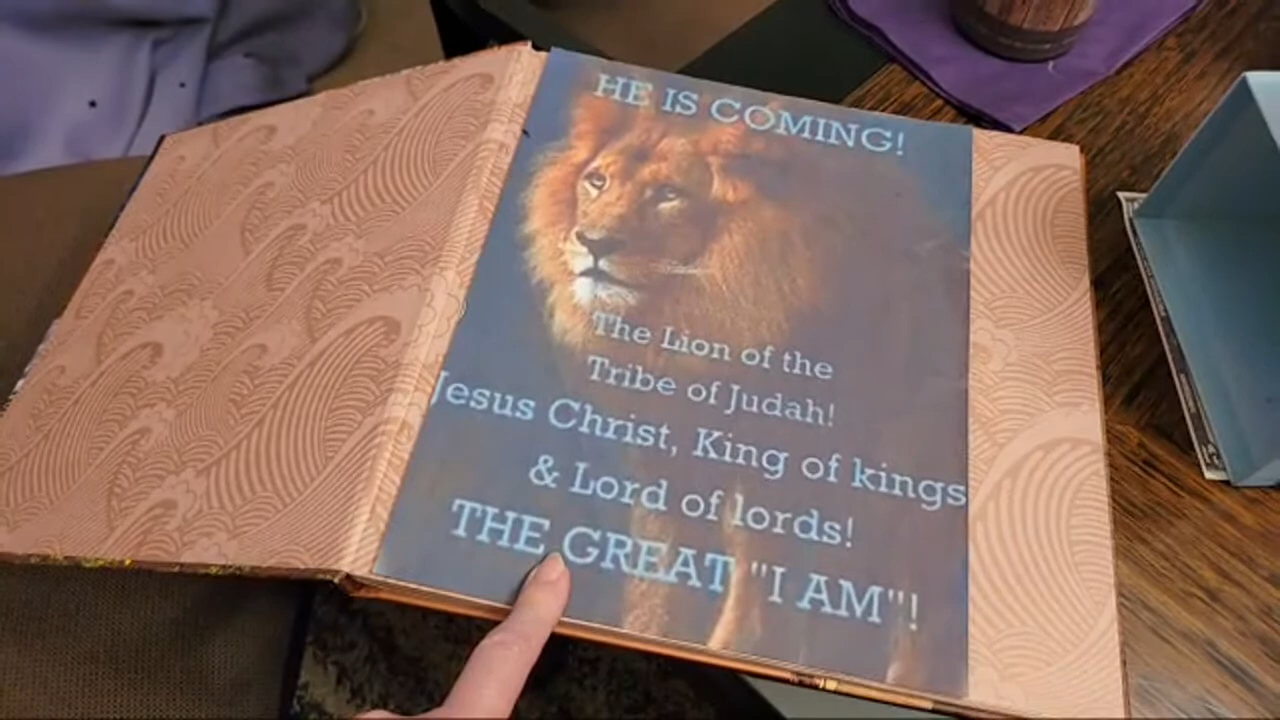 HE IS COMING!
The Lion of the
Tribe of Judah!
Jesus Christ, King of kings
& Lord of lords!
THE GREAT "I AM"!